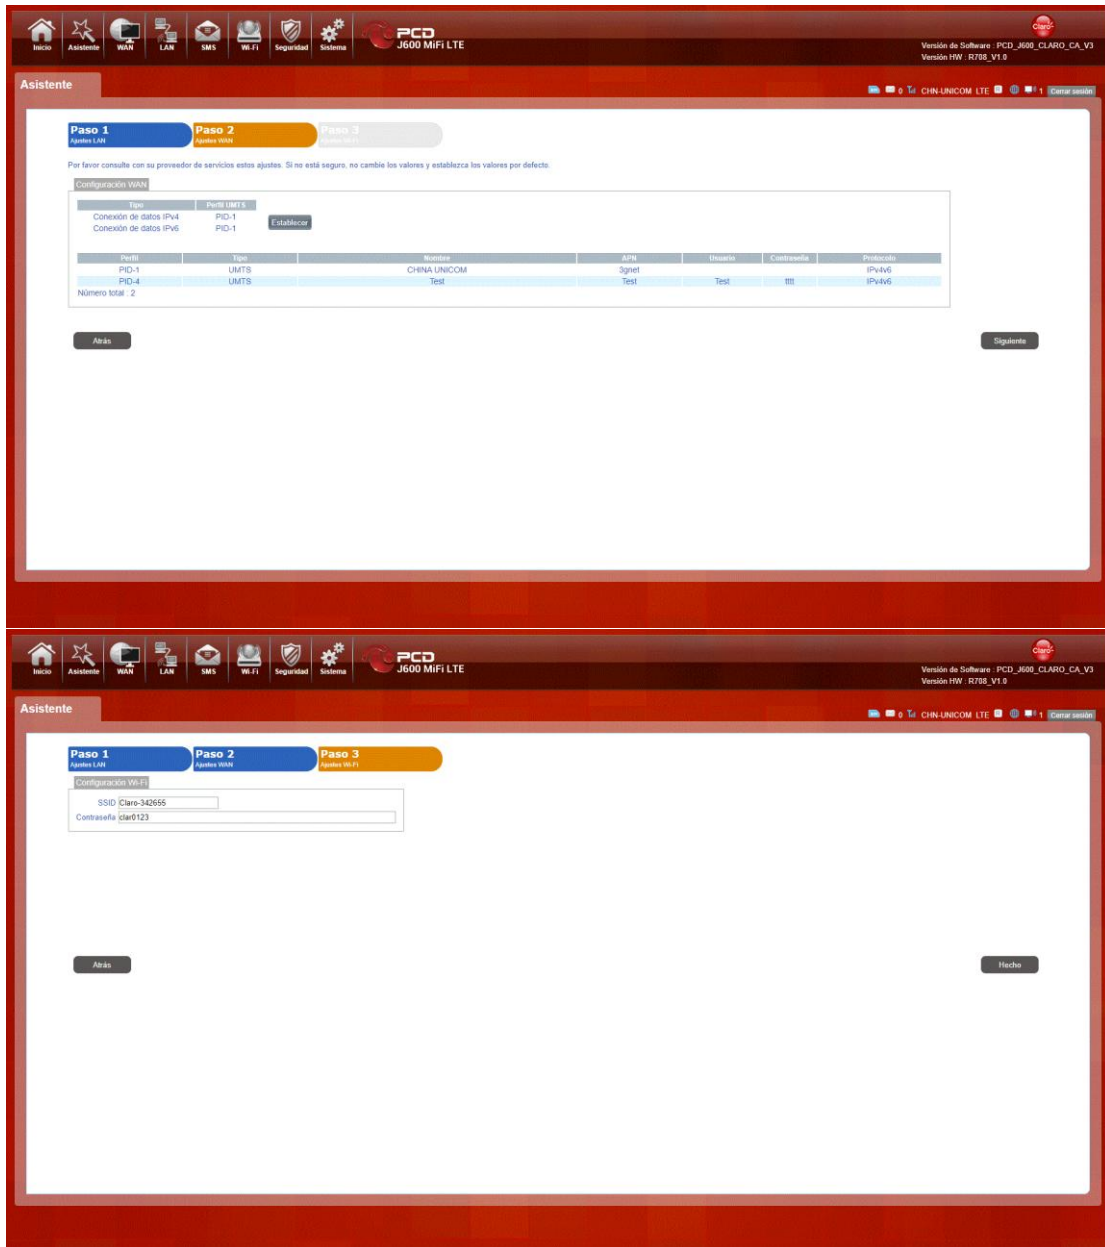 Inicio Asistente WAN LAN SMS Wi-Fi Seguridad Sistema
PCD
J600 MiFi LTE
Claro
Versión de Software : PCD_J600_CLARO_CA_V3
Versión HW : R708_V1.0
Asistente
0 CHN-UNICOM LTE 1 Cerrar sesión
Paso 1 Paso 2 Paso 3
Ajustes LAN Ajustes WAN Ajustes Wi-Fi
Por favor consulte con su proveedor de servicios estos ajustes. Si no está seguro, no cambie los valores y establezca los valores por defecto.
Configuración WAN
Tipo Perfil UMTS
Conexión de datos IPv4 PID-1
Conexión de datos IPv6 PID-1
Establecer
Perfil Tipo Nombre APN Usuario Contraseña Protocolo
PID-1 UMTS CHINA UNICOM 3gnet IPv4v6
PID-4 UMTS Test Test Test tttt IPv4v6
Número total : 2
Atrás Siguiente
Inicio Asistente WAN LAN SMS Wi-Fi Seguridad Sistema
PCD
J600 MiFi LTE
Claro
Versión de Software : PCD_J600_CLARO_CA_V3
Versión HW : R708_V1.0
Asistente
0 CHN-UNICOM LTE 1 Cerrar sesión
Paso 1 Paso 2 Paso 3
Ajustes LAN Ajustes WAN Ajustes Wi-Fi
Configuración Wi-Fi
SSID Claro-342655
Contraseña clar0123
Atrás Hecho